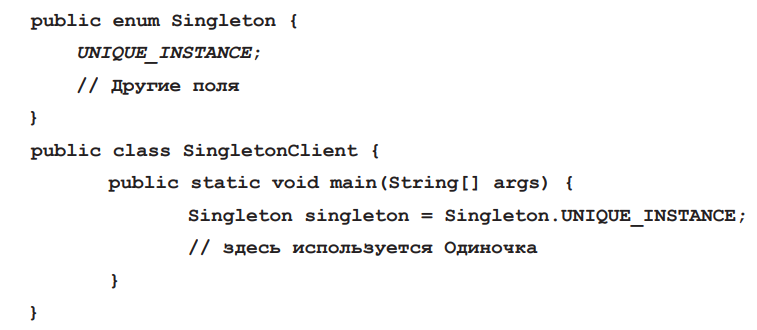 public enum Singleton {
UNIQUE_INSTANCE;
// Другие поля
}
public class SingletonClient {
public static void main(String[] args) {
Singleton singleton = Singleton.UNIQUE_INSTANCE;
// здесь используется Одиночка
}
}